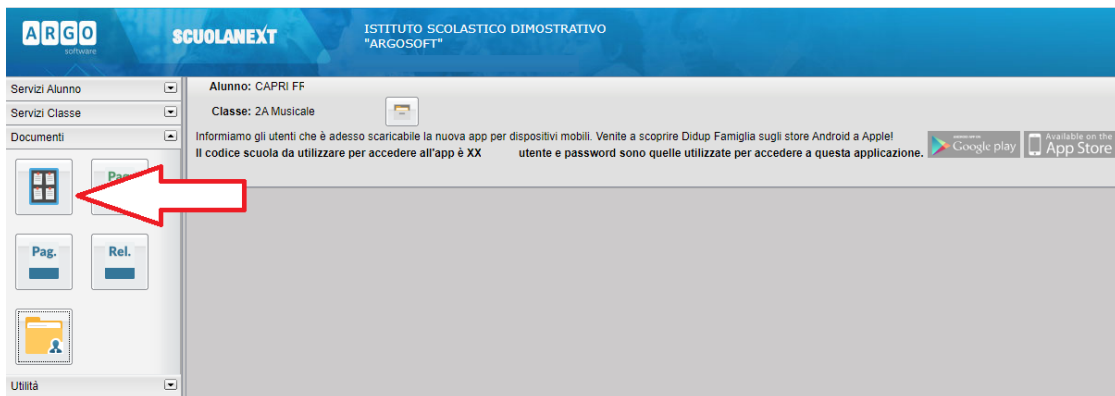 ARGO
software
SCUOLANEXT
ISTITUTO SCOLASTICO DIMOSTRATIVO
"ARGOSOFT"
Servizi Alunno
Servizi Classe
Documenti
Pag.
Rel.
Utilità
Alunno: CAPRI FF
Classe: 2A Musicale
Informiamo gli utenti che è adesso scaricabile la nuova app per dispositivi mobili. Venite a scoprire Didup Famiglia sugli store Android a Apple!
Il codice scuola da utilizzare per accedere all'app è XX utente e password sono quelle utilizzate per accedere a questa applicazione.
Google play
Available on the
App Store